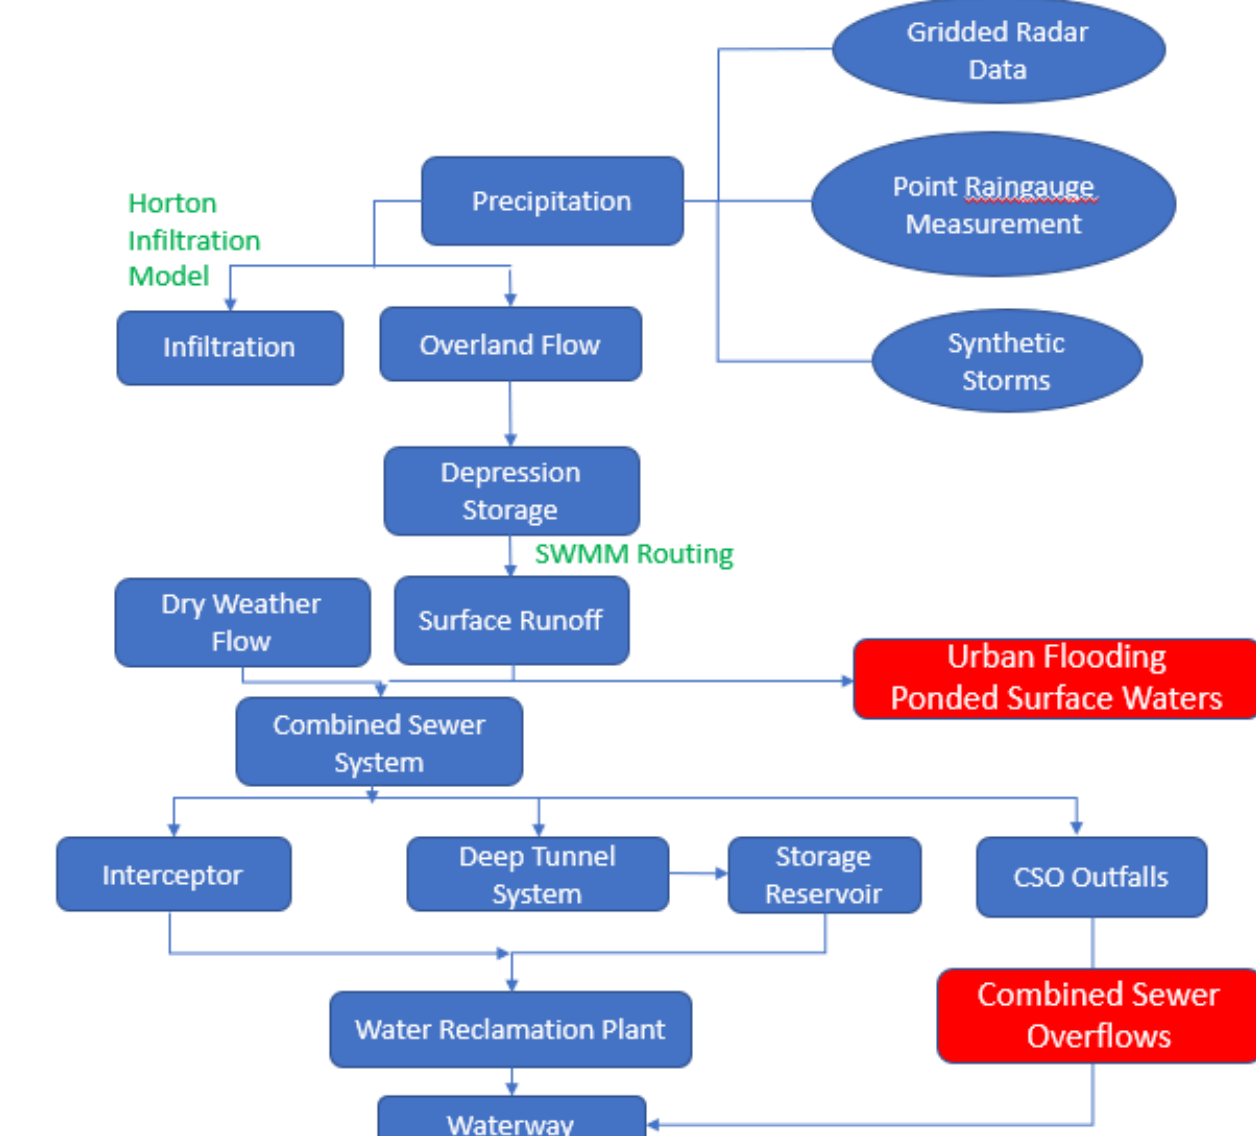 Gridded Radar
Data
Point Raingauge
Measurement
Precipitation
Horton
Infiltration
Model
Synthetic
Storms
Infiltration
Overland Flow
Depression
Storage
SWMM Routing
Dry Weather
Flow
Surface Runoff
Urban Flooding
Ponded Surface Waters
Combined Sewer
System
Interceptor
Deep Tunnel
System
Storage
Reservoir
CSO Outfalls
Combined Sewer
Overflows
Water Reclamation Plant
Waterway